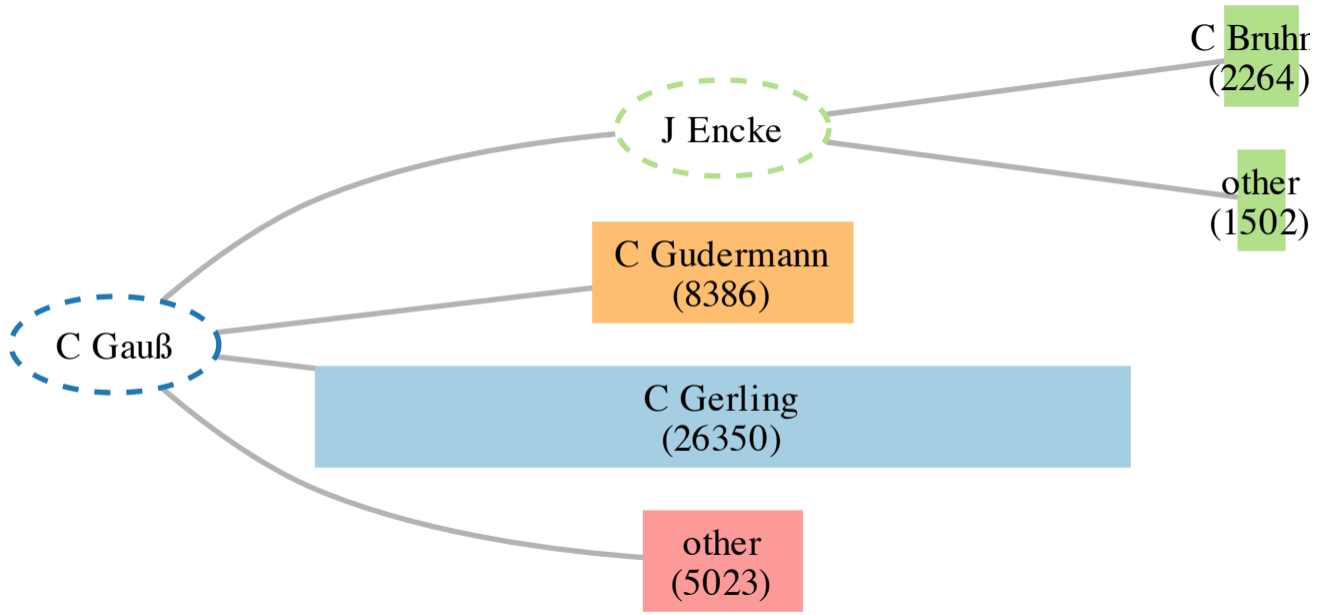 C Bruhn
(2264)
J Encke
other
(1502)
C Gudermann
(8386)
C Gauß
C Gerling
(26350)
other
(5023)